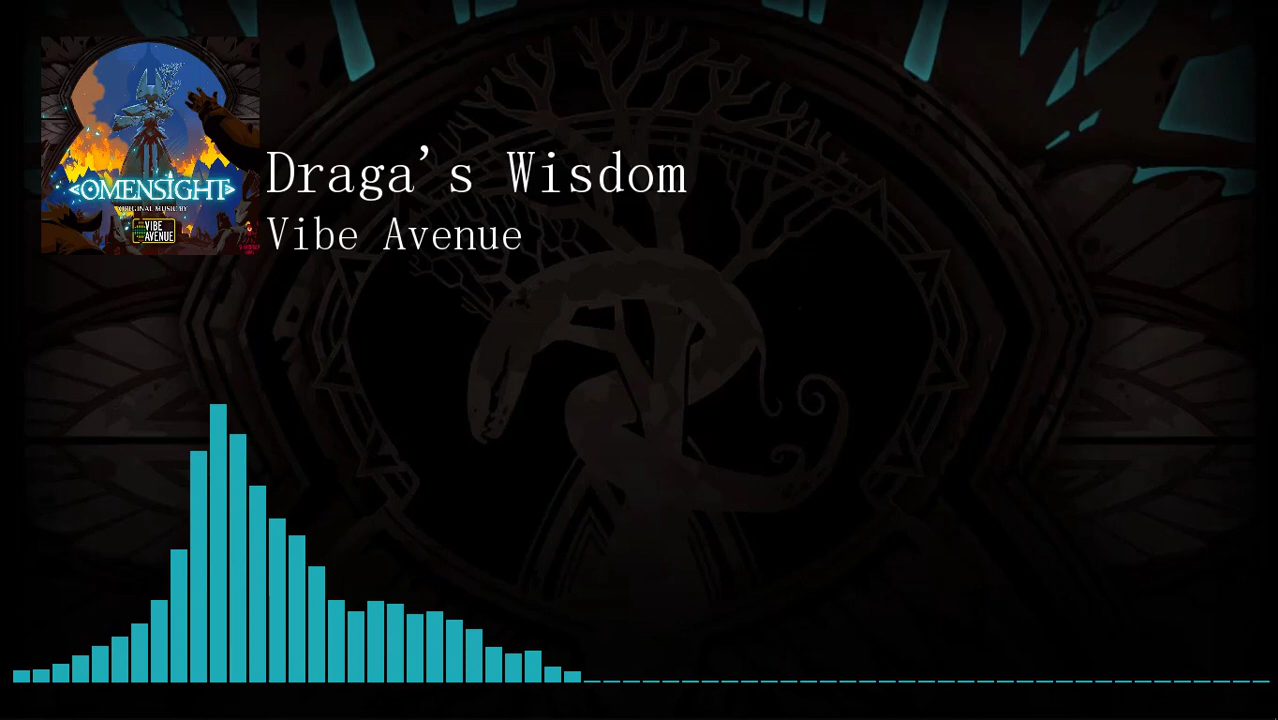 Draga's Wisdom
Vibe Avenue
OMENSIGHT
ORIGINAL MUSIC BY
VIBE
AVENUE